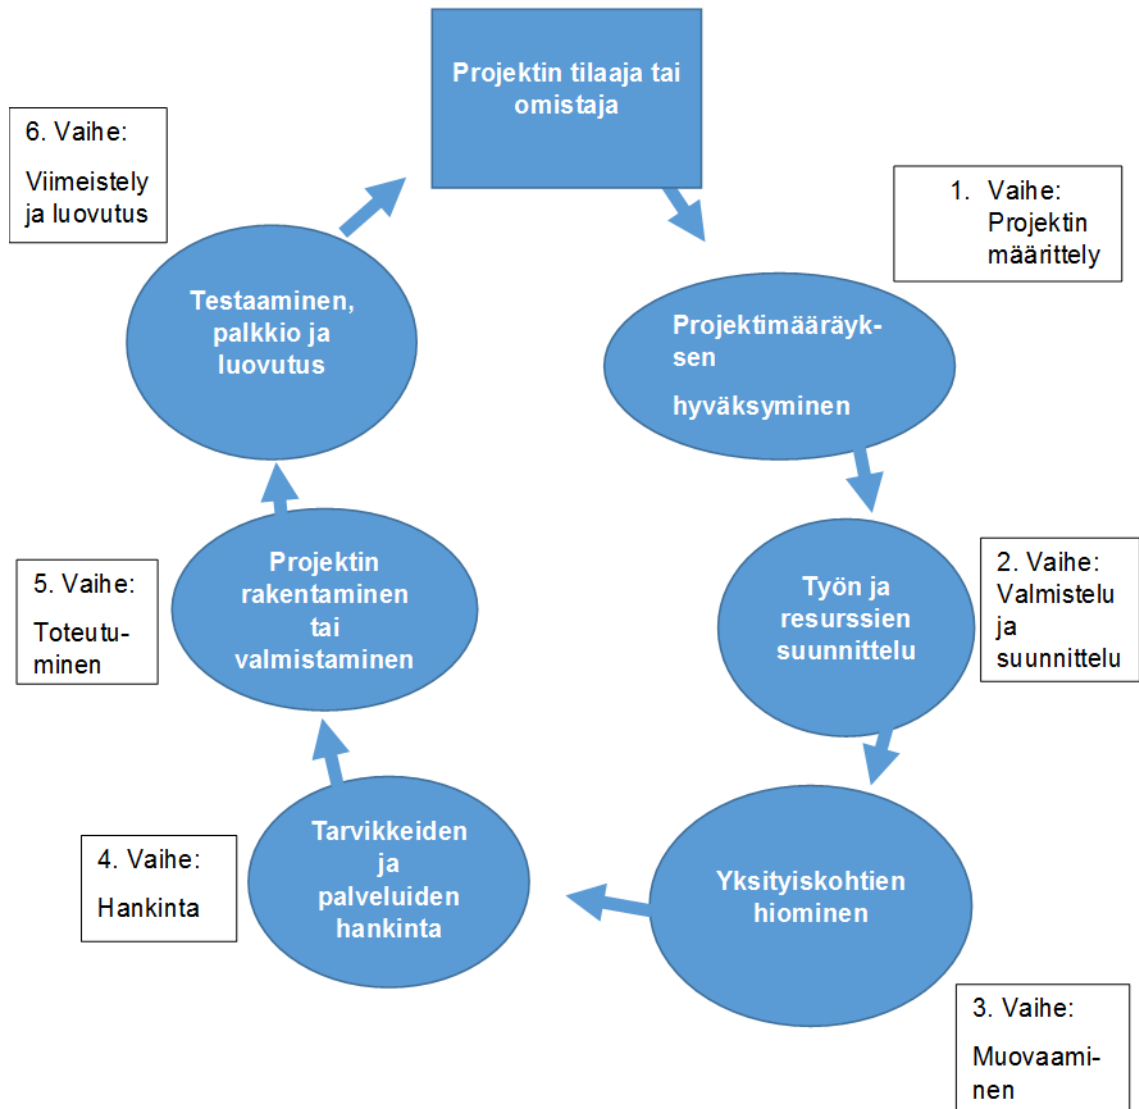 Projektin tilaaja tai
omistaja
1. Vaihe:
Projektin
määrittely
Projektimääräyk-
sen
hyväksyminen
2. Vaihe:
Valmistelu
ja
suunnittelu
Työn ja
resurssien
suunnittelu
3. Vaihe:
Muovaami-
nen
Yksityiskohtien
hiominen
4. Vaihe:
Hankinta
Tarvikkeiden
ja
palveluiden
hankinta
5. Vaihe:
Toteutu-
minen
Projektin
rakentaminen
tai
valmistaminen
6. Vaihe:
Viimeistely
ja luovutus
Testaaminen,
palkkio ja
luovutus